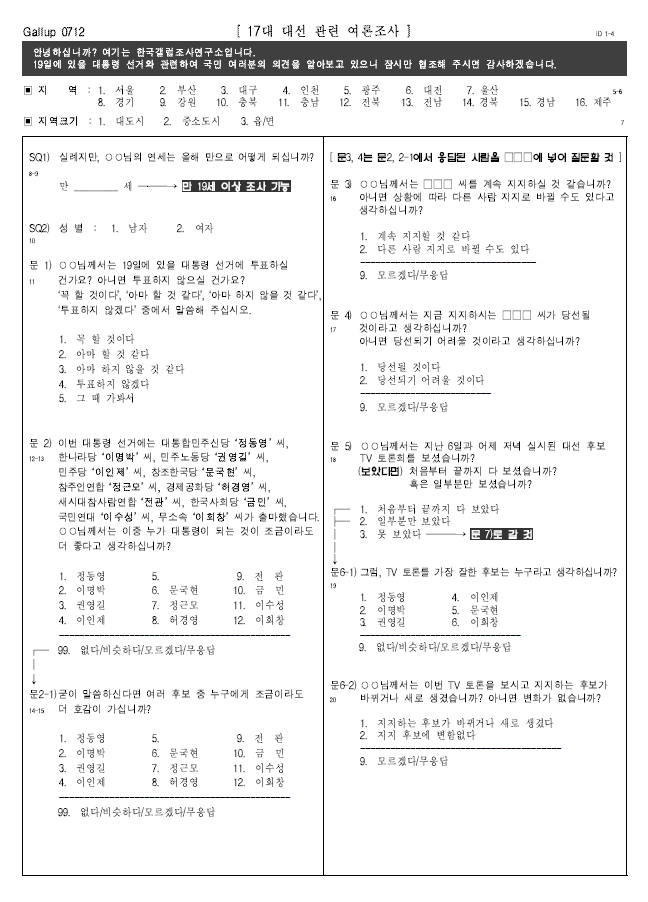 Gallup 0712
[ 17대 대선 관련 여론조사 ]
ID 1-4
안녕하십니까? 여기는 한국갤럽조사연구소입니다.
19일에 있을 대통령 선거와 관련하여 국민 여러분의 의견을 알아보고 있으니 잠시만 협조해 주시면 감사하겠습니다.
▣ 지 역 : 1. 서울 2. 부산 3. 대구 4. 인천 5. 광주 6. 대전 7. 울산 5-6
8. 경기 9. 강원 10. 충북 11. 충남 12. 전북 13. 전남 14. 경북 15. 경남 16. 제주
▣ 지역크기 : 1. 대도시 2. 중소도시 3. 읍/면 7
SQ1) 실례지만, ○○님의 연세는 올해 만으로 어떻게 되십니까?
8-9
만 ________ 세 ───→ 만 19세 이상 조사 가능
SQ2) 성 별 : 1. 남자 2. 여자
10
문 1) ○○님께서는 19일에 있을 대통령 선거에 투표하실
11 건가요? 아니면 투표하지 않으실 건가요?
‘꼭 할 것이다’, ‘아마 할 것 같다’, ‘아마 하지 않을 것 같다’,
‘투표하지 않겠다’ 중에서 말씀해 주십시오.
1. 꼭 할 것이다
2. 아마 할 것 같다
3. 아마 하지 않을 것 같다
4. 투표하지 않겠다
5. 그 때 가봐서
문 2) 이번 대통령 선거에는 대통합민주신당 ‘정동영’ 씨,
12-13 한나라당 ‘이명박’ 씨, 민주노동당 ‘권영길’ 씨,
민주당 ‘이인제’ 씨, 창조한국당 ‘문국현’ 씨,
참주인연합 ‘정근모’ 씨, 경제공화당 ‘허경영’ 씨,
새시대참사람연합 ‘전관’ 씨, 한국사회당 ‘금민’ 씨,
국민연대 ‘이수성’ 씨, 무소속 ‘이회창’ 씨가 출마했습니다.
○○님께서는 이중 누가 대통령이 되는 것이 조금이라도
더 좋다고 생각하십니까?
1. 정동영 5. 9. 전 관
2. 이명박 6. 문국현 10. 금 민
3. 권영길 7. 정근모 11. 이수성
4. 이인제 8. 허경영 12. 이회창
99. 없다/비슷하다/모르겠다/무응답
문2-1) 굳이 말씀하신다면 여러 후보 중 누구에게 조금이라도
14-15 더 호감이 가십니까?
1. 정동영 5. 9. 전 관
2. 이명박 6. 문국현 10. 금 민
3. 권영길 7. 정근모 11. 이수성
4. 이인제 8. 허경영 12. 이회창
99. 없다/비슷하다/모르겠다/무응답
[ 문3, 4는 문2, 2-1에서 응답된 사람을 □□□에 넣어 질문할 것 ]
문 3) ○○님께서는 □□□ 씨를 계속 지지하실 것 같습니까?
16 아니면 상황에 따라 다른 사람 지지로 바뀔 수도 있다고
생각하십니까?
1. 계속 지지할 것 같다
2. 다른 사람 지지로 바뀔 수도 있다
9. 모르겠다/무응답
문 4) ○○님께서는 지금 지지하시는 □□□ 씨가 당선될
17 것이라고 생각하십니까?
아니면 당선되기 어려울 것이라고 생각하십니까?
1. 당선될 것이다
2. 당선되기 어려울 것이다
9. 모르겠다/무응답
문 5) ○○님께서는 지난 6일과 어제 저녁 실시된 대선 후보
18 TV 토론회를 보셨습니까?
(보았다면) 처음부터 끝까지 다 보셨습니까?
혹은 일부분만 보셨습니까?
1. 처음부터 끝까지 다 보았다
2. 일부분만 보았다
3. 못 보았다 ───→ 문 7)로 갈 것
문6-1) 그럼, TV 토론를 가장 잘한 후보는 누구라고 생각하십니까?
19
1. 정동영 4. 이인제
2. 이명박 5. 문국현
3. 권영길 6. 이회창
9. 없다/비슷하다/모르겠다/무응답
문6-2) ○○님께서는 이번 TV 토론을 보시고 지지하는 후보가
20 바뀌거나 새로 생겼습니까? 아니면 변화가 없습니까?
1. 지지하는 후보가 바뀌거나 새로 생겼다
2. 지지 후보에 변함없다
9. 모르겠다/무응답